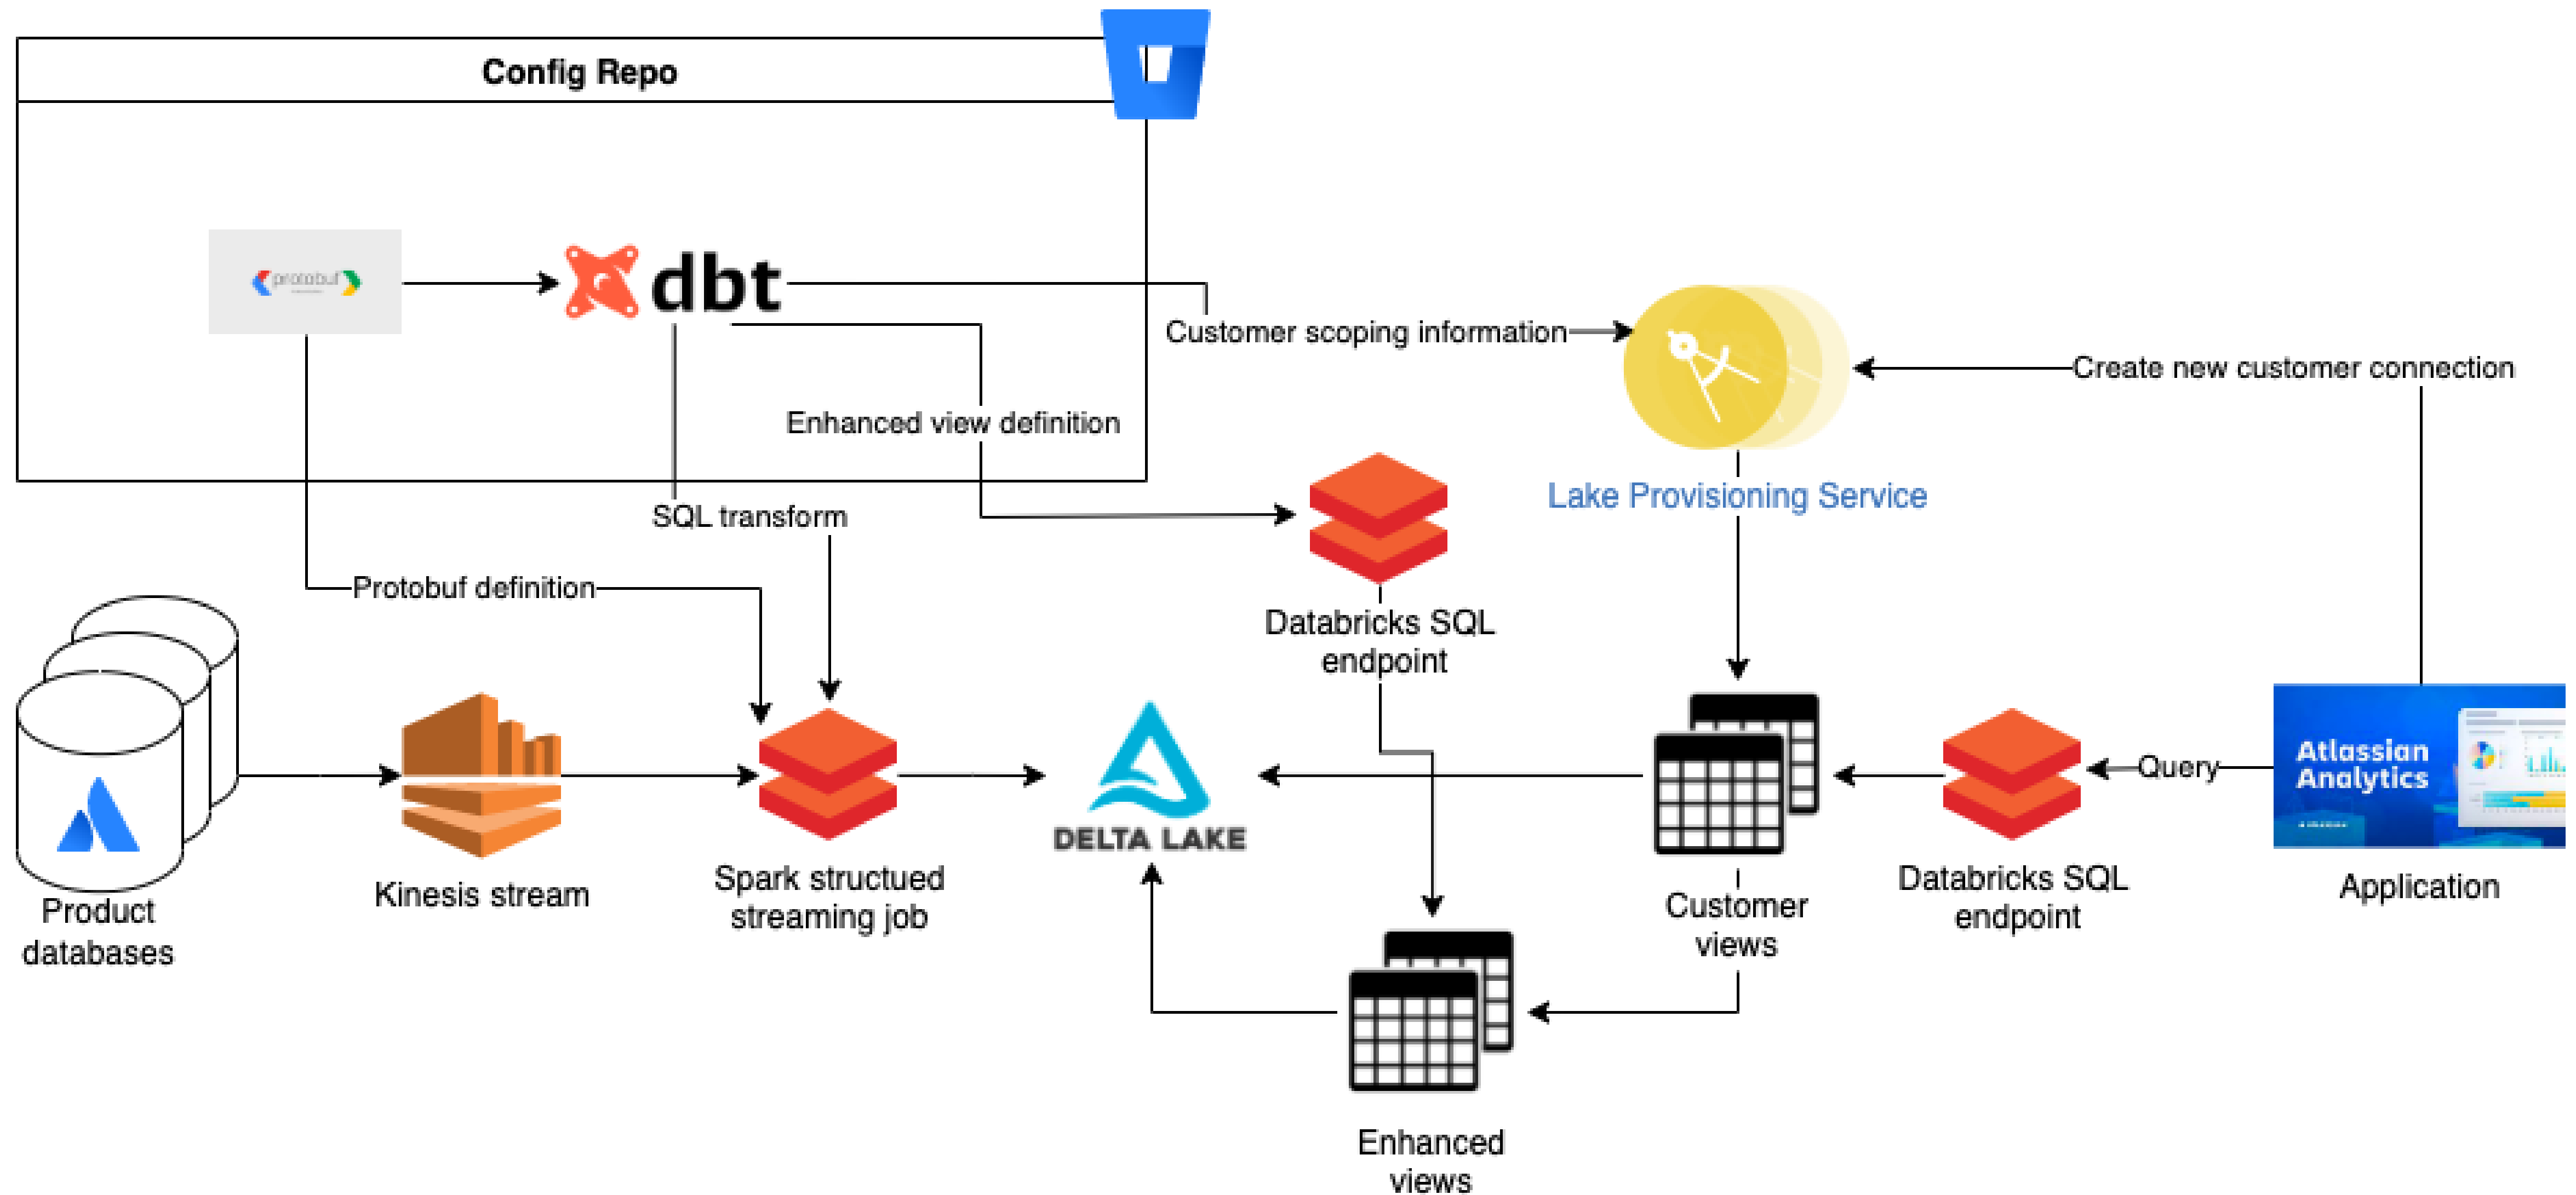 Config Repo
protobuf
dbt
Customer scoping information
Create new customer connection
Enhanced view definition
Lake Provisioning Service
SQL transform
Protobuf definition
Databricks SQL
endpoint
Atlassian
Analytics
Query
DELTA LAKE
Kinesis stream
Spark structued
streaming job
Customer
views
Databricks SQL
endpoint
Application
Product
databases
Enhanced
views